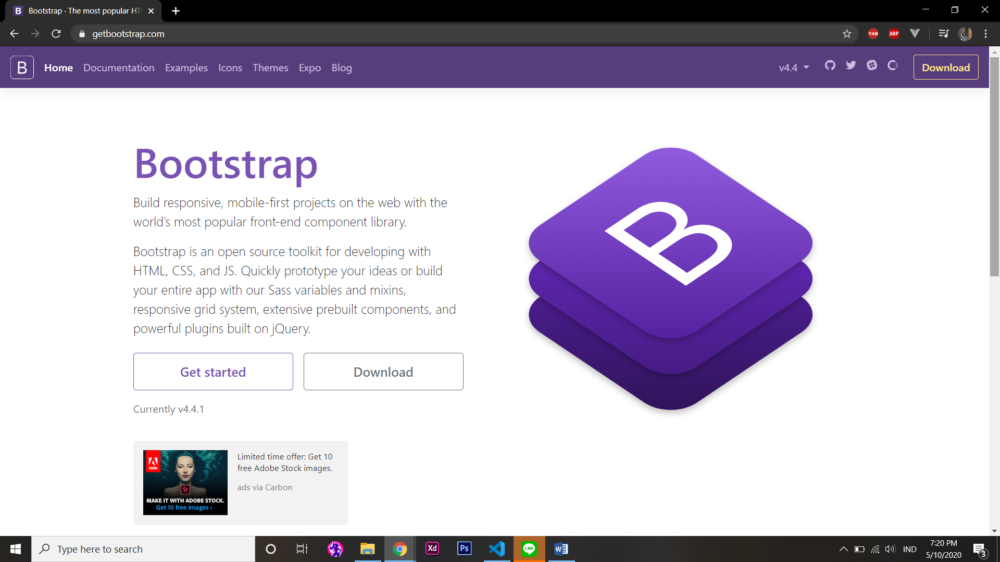 B Bootstrap · The most popular HT
getbootstrap.com
YAB ABP
B Home Documentation Examples Icons Themes Expo Blog v4.4 Download
Bootstrap
B
Build responsive, mobile-first projects on the web with the
world’s most popular front-end component library.
Bootstrap is an open source toolkit for developing with
HTML, CSS, and JS. Quickly prototype your ideas or build
your entire app with our Sass variables and mixins,
responsive grid system, extensive prebuilt components, and
powerful plugins built on jQuery.
Get started Download
Currently v4.4.1
Adobe
St
MAKE IT WITH ADOBE STOCK.
Get 10 free images ›
Limited time offer: Get 10
free Adobe Stock images.
ads via Carbon
Type here to search
Xd Ps LINE W
IND
7:20 PM
5/10/2020
3